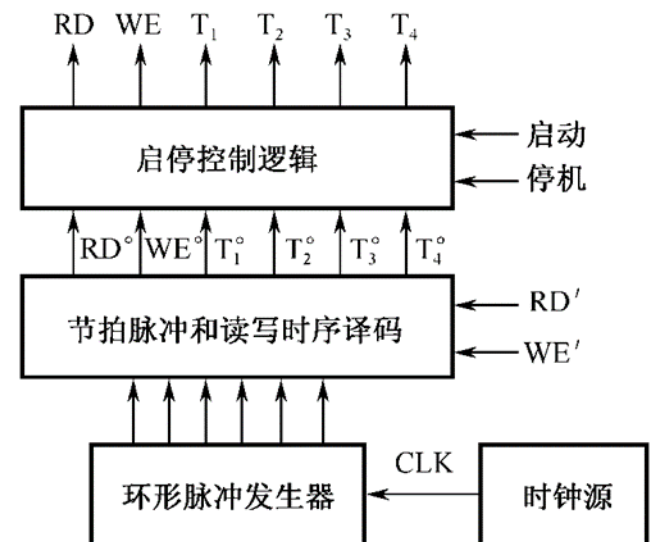 RD WE T₁ T₂ T₃ T₄
启停控制逻辑
启动
停机
RD° WE° T₁° T₂° T₃° T₄°
节拍脉冲和读写时序译码
RD′
WE′
环形脉冲发生器
CLK
时钟源